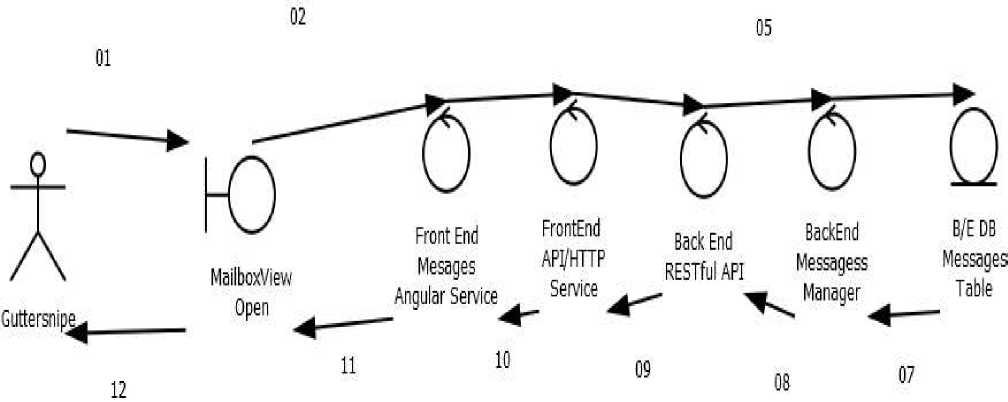 02
05
01
Front End
Mesages
Angular Service
FrontEnd
API/HTTP
Service
Back End
RESTful API
BackEnd
Messagess
Manager
B/E DB
Messages
Table
MailboxView
Open
Guttersnipe
12
11
10
09
08
07